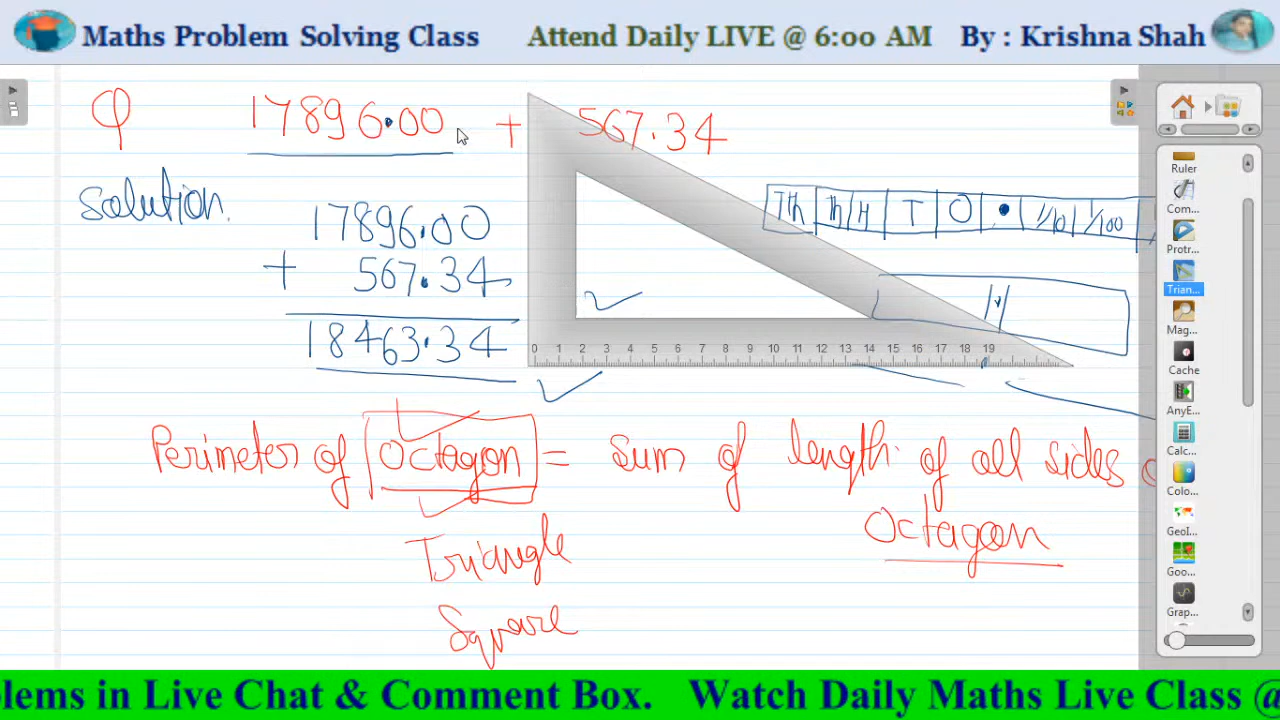 Maths Problem Solving Class Attend Daily LIVE @ 6:00 AM By : Krishna Shah
φ 17896.00 + 567.34
Solution.
17896.00
+ 567.34
18463.34
Th Th H T O • 1/10 1/100
0 1 2 3 4 5 6 7 8 9 10 11 12 13 14 15 16 17 18 19
Perimeter of Octagon = Sum of length of all sides
Octagon
Triangle
Square
Ruler
Com...
Protr...
Trian...
Mag...
Cache
AnyE...
Calc...
Colo...
GeoI...
Goo...
Grap...
olems in Live Chat & Comment Box. Watch Daily Maths Live Class @